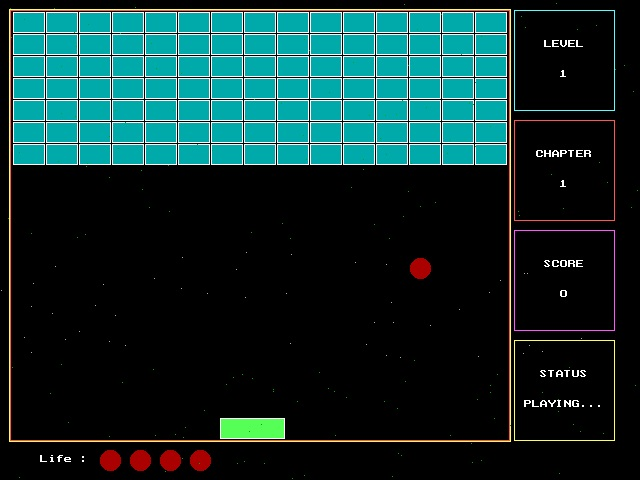 LEVEL
1
CHAPTER
1
SCORE
0
STATUS
PLAYING...
Life :